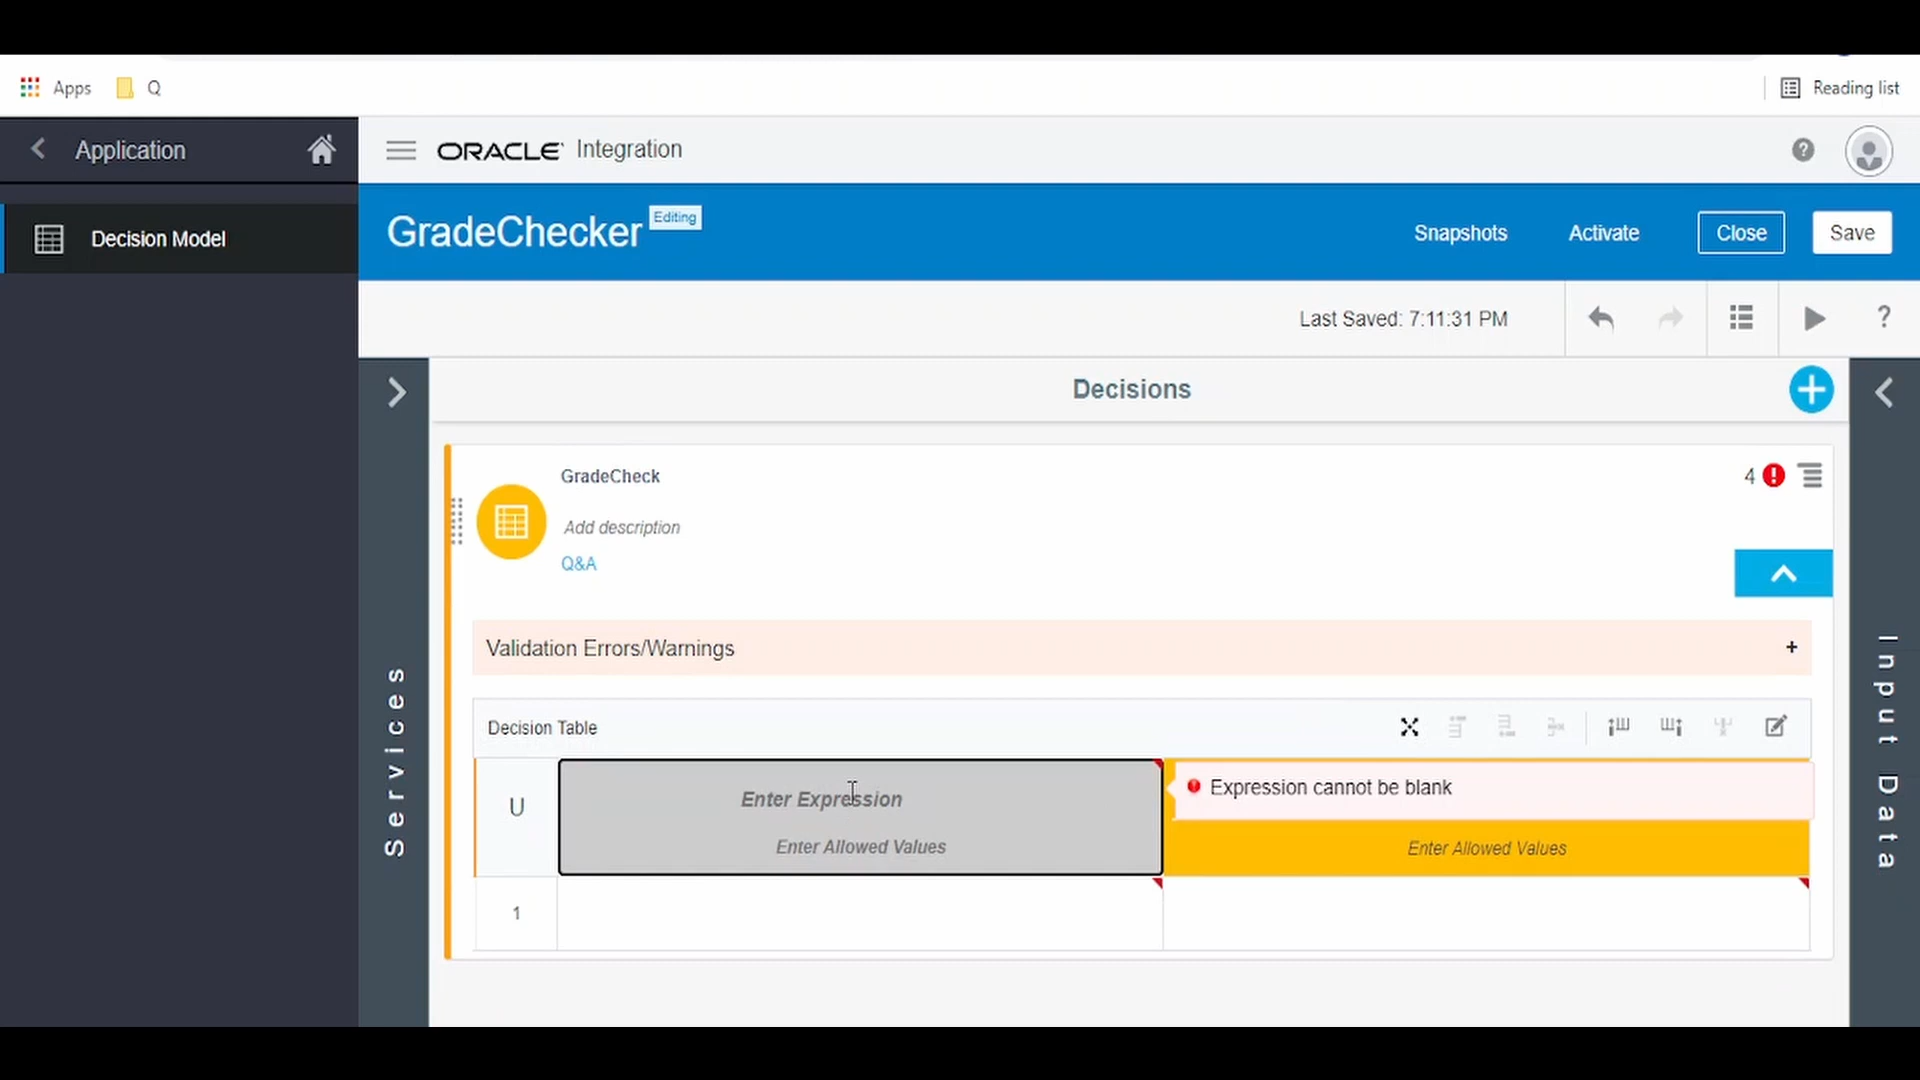 Apps Q Reading list
Application ORACLE Integration
Decision Model
GradeChecker Editing Snapshots Activate Close Save
Last Saved: 7:11:31 PM ?
Decisions
GradeCheck 4
Add description
Q&A
Validation Errors/Warnings +
Services
Input Data
Decision Table
U Enter Expression Expression cannot be blank
Enter Allowed Values Enter Allowed Values
1